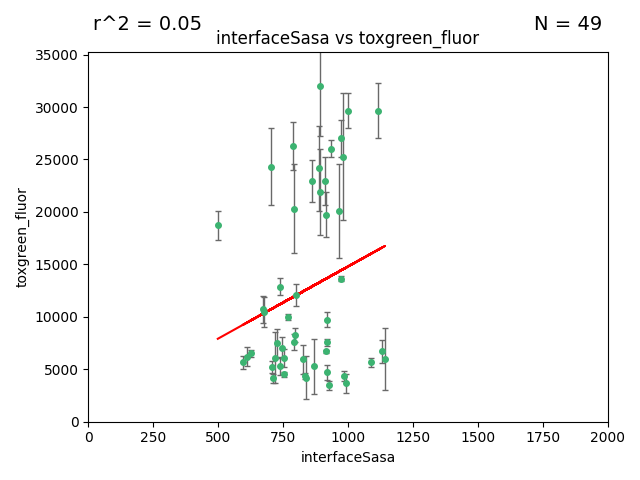 r^2 = 0.05
N = 49
interfaceSasa vs toxgreen_fluor
35000
30000
25000
20000
15000
10000
5000
0
toxgreen_fluor
0 250 500 750 1000 1250 1500 1750 2000
interfaceSasa